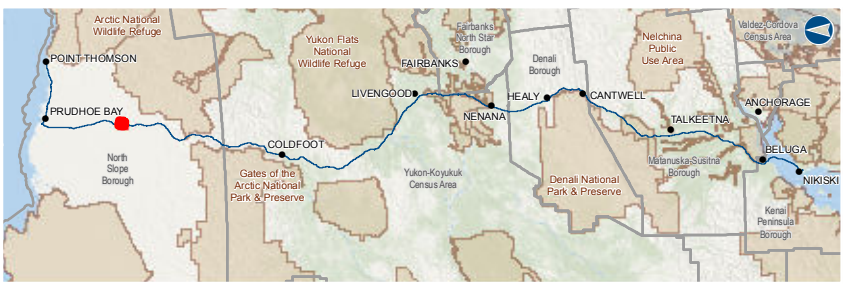 Arctic National
Wildlife Refuge
POINT THOMSON
PRUDHOE BAY
North
Slope
Borough
COLDFOOT
Gates of the
Arctic National
Park & Preserve
Yukon Flats
National
Wildlife Refuge
LIVENGOOD
Yukon-Koyukuk
Census Area
Fairbanks
North Star
Borough
FAIRBANKS
NENANA
Denali
Borough
HEALY
CANTWELL
Denali National
Park & Preserve
Nelchina
Public
Use Area
TALKEETNA
Matanuska-Susitna
Borough
Valdez-Cordova
Census Area
ANCHORAGE
BELUGA
NIKISKI
Kenai
Peninsula
Borough